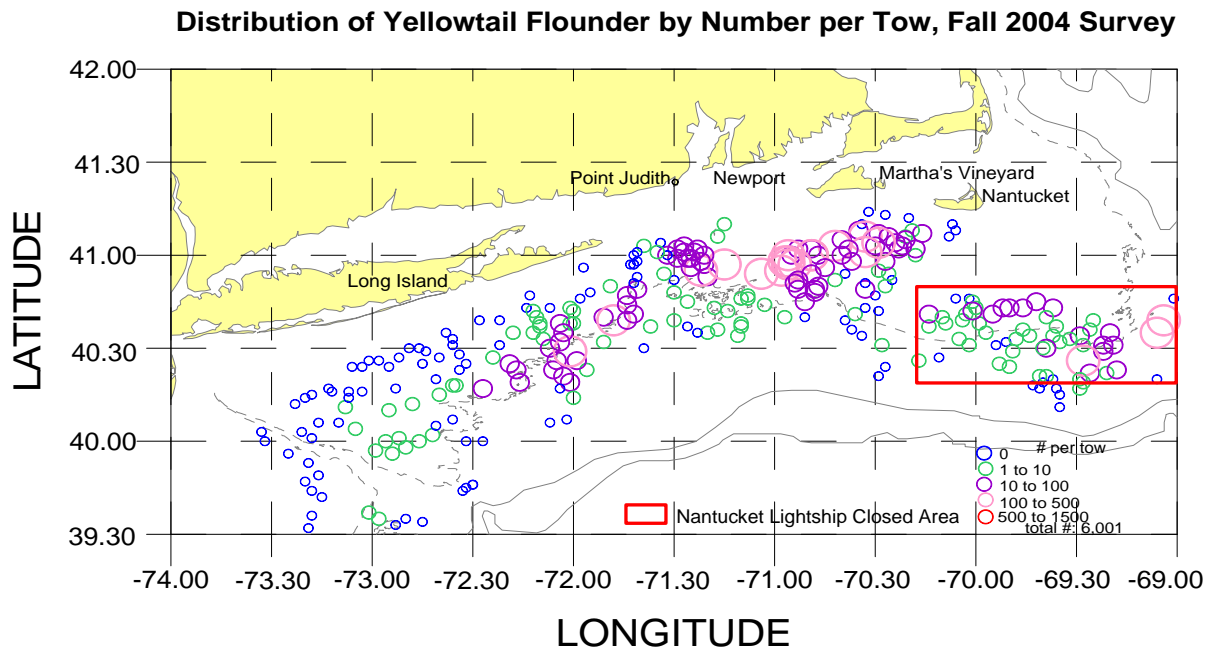 Distribution of Yellowtail Flounder by Number per Tow, Fall 2004 Survey
42.00
41.30
41.00
40.30
40.00
39.30
LATITUDE
Point Judith
Newport
Martha's Vineyard
Nantucket
Long Island
# per tow
0
1 to 10
10 to 100
100 to 500
500 to 1500
total #: 6,001
Nantucket Lightship Closed Area
-74.00 -73.30 -73.00 -72.30 -72.00 -71.30 -71.00 -70.30 -70.00 -69.30 -69.00
LONGITUDE